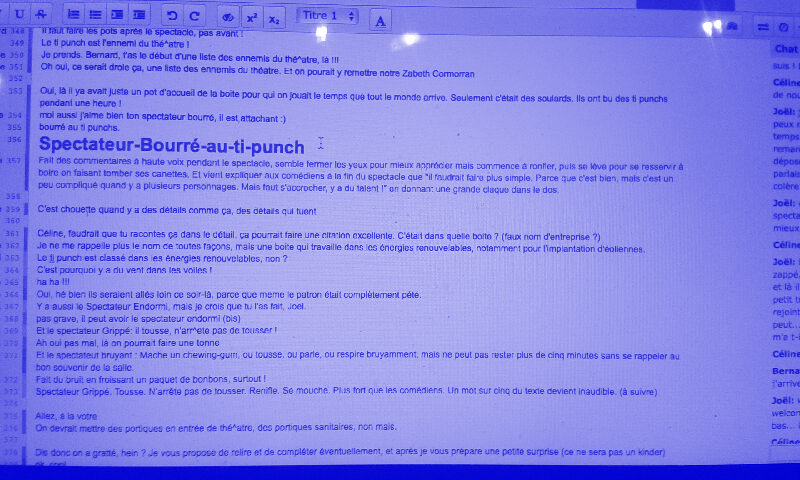 Titre 1
348 Il faut faire les pots après le spectacle, pas avant !
349 Le ti punch est l'ennemi du thé^atre !
350 Je prends. Bernard, t'as le début d'une liste des ennemis du thé^atre, là !!!
351 Oh oui, ce serait drole ça, une liste des ennemis du théatre. Et on pourait y remettre notre Zabeth Cormorran
352
353 Oui, là il ya avait juste un pot d'accueil de la boite pour qui on jouait le temps que tout le monde arrive. Seulement c'était des soulards. Ils ont bu des ti punchs
pendant une heure !
354 moi aussi j'aime bien ton spectateur bourré, il est attachant :)
355 bourré au ti punchs.
356 Spectateur-Bourré-au-ti-punch
357 Fait des commentaires à haute voix pendant le spectacle, semble fermer les yeux pour mieux apprécier mais commence à ronfler, puis se lève pour se resservir à
boire en faisant tomber ses canettes. Et vient expliquer aux comédiens à la fin du spectacle que "il faudrait faire plus simple. Parce que c'est bien, mais c'est un
peu compliqué quand y a plusieurs personnages. Mais faut s'accrocher, y a du talent !" en donnant une grande claque dans le dos.
358
359 C'est chouette quand y a des détails comme ça, des détails qui tuent
360
361 Céline, faudrait que tu racontes ça dans le détail, ça pourrait faire une citation excellente. C'était dans quelle boite ? (faux nom d'entreprise ?)
362 Je ne me rappelle plus le nom de toutes façons, mais une boite qui travaille dans les énergies renouvelables, notamment pour l'implantation d'éoliennes.
363 Le ti punch est classé dans les énergies renouvelables, non ?
364 C'est pourquoi y a du vent dans les voiles !
365 ha ha !!!
366 Oui, hé bien ils seraient allés loin ce soir-là, parce que meme le patron était complètement pété.
367 Y a aussi le Spectateur Endormi, mais je crois que tu l'as fait, Joel.
368 pas grave, il peut avoir le spectateur endormi (bis)
369 Et le spectateur Grippé: il tousse, n'arr^ete pas de tousser !
370 Ah oui pas mal, là on pourrait faire une tonne
371 Et le spectateur bruyant : Mache un chewing-gum, ou tousse, ou parle, ou respire bruyamment, mais ne peut pas rester plus de cinq minutes sans se rappeler au
bon souvenir de la salle.
372 Fait du bruit en froissant un paquet de bonbons, surtout !
373 Spectateur Grippé. Tousse. N'arrête pas de tousser. Renifle. Se mouche. Plus fort que les comédiens. Un mot sur cinq du texte devient inaudible. (à suivre)
374
375 Allez, à la votre
376 On devrait mettre des portiques en entrée de thé^atre, des portiques sanitaires, non mais.
377
378 Dis donc on a gratté, hein ? Je vous propose de relire et de compléter éventuellement, et après je vous prépare une petite surprise (ce ne sera pas un kinder)
Chat
suis !
Céline
de nou
Joël:
peux
temps
remar
dépos
parlais
colère
Joël:
specta
mieux
Céline
Joël:
zappé
et là il
petit t
rejoint
peut...
m'a t-i
Céline
Berna
j'arrive
Joël:
welcom
bas...
Céline